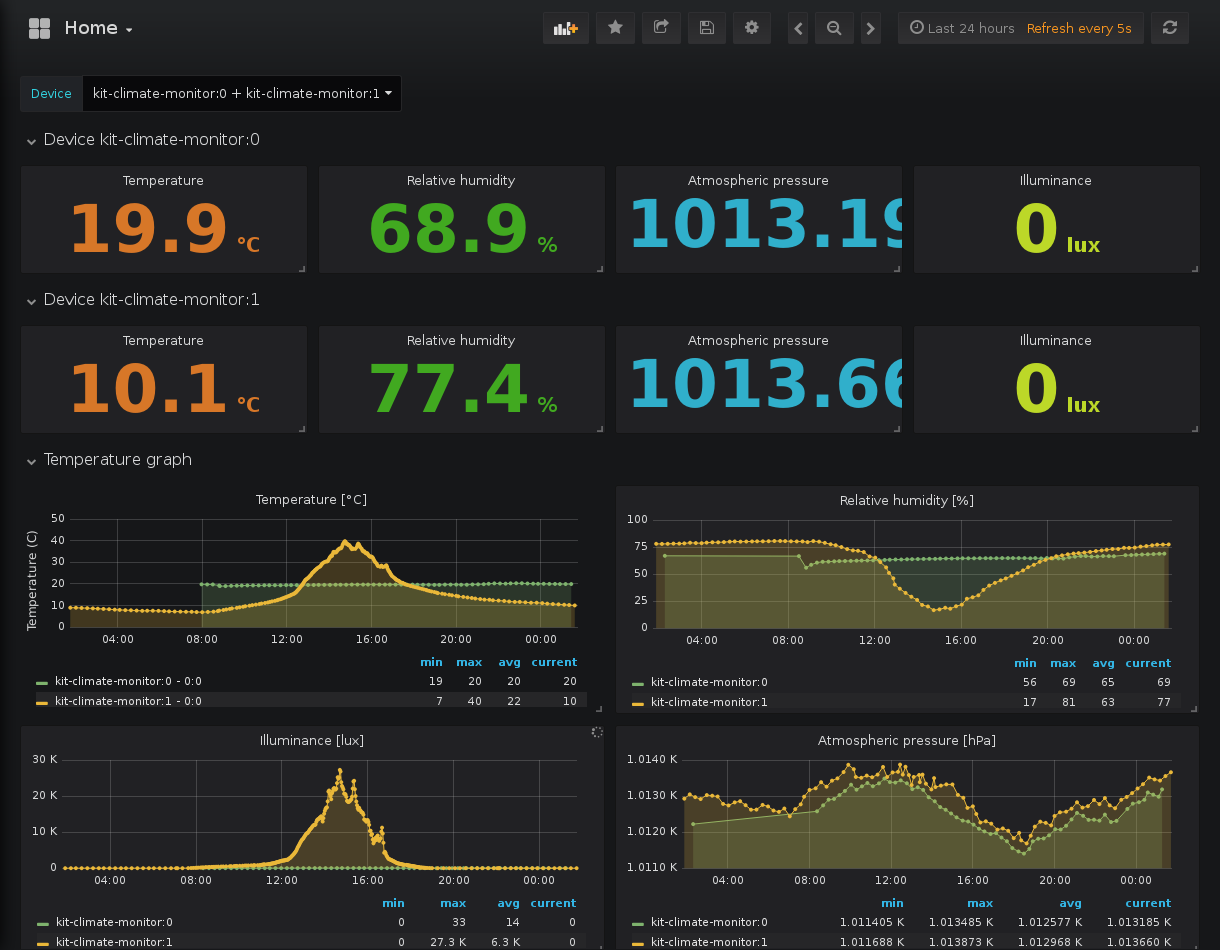 Home
Last 24 hours Refresh every 5s
Device kit-climate-monitor:0 + kit-climate-monitor:1
Device kit-climate-monitor:0
Temperature Relative humidity Atmospheric pressure Illuminance
19.9 °C 68.9 % 1013.19 0 lux
Device kit-climate-monitor:1
Temperature Relative humidity Atmospheric pressure Illuminance
10.1 °C 77.4 % 1013.66 0 lux
Temperature graph
Temperature [°C]
Temperature (C)
50
40
30
20
10
0
04:00 08:00 12:00 16:00 20:00 00:00
min max avg current
kit-climate-monitor:0 - 0:0 19 20 20 20
kit-climate-monitor:1 - 0:0 7 40 22 10
Relative humidity [%]
100
75
50
25
0
04:00 08:00 12:00 16:00 20:00 00:00
min max avg current
kit-climate-monitor:0 56 69 65 69
kit-climate-monitor:1 17 81 63 77
Illuminance [lux]
30 K
20 K
10 K
0
04:00 08:00 12:00 16:00 20:00 00:00
min max avg current
kit-climate-monitor:0 0 33 14 0
kit-climate-monitor:1 0 27.3 K 6.3 K 0
Atmospheric pressure [hPa]
1.0140 K
1.0130 K
1.0120 K
1.0110 K
04:00 08:00 12:00 16:00 20:00 00:00
min max avg current
kit-climate-monitor:0 1.011405 K 1.013485 K 1.012577 K 1.013185 K
kit-climate-monitor:1 1.011688 K 1.013873 K 1.012968 K 1.013660 K